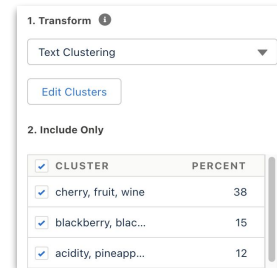 1. Transform i
Text Clustering
Edit Clusters
2. Include Only
CLUSTER PERCENT
cherry, fruit, wine 38
blackberry, blac... 15
acidity, pineapp... 12